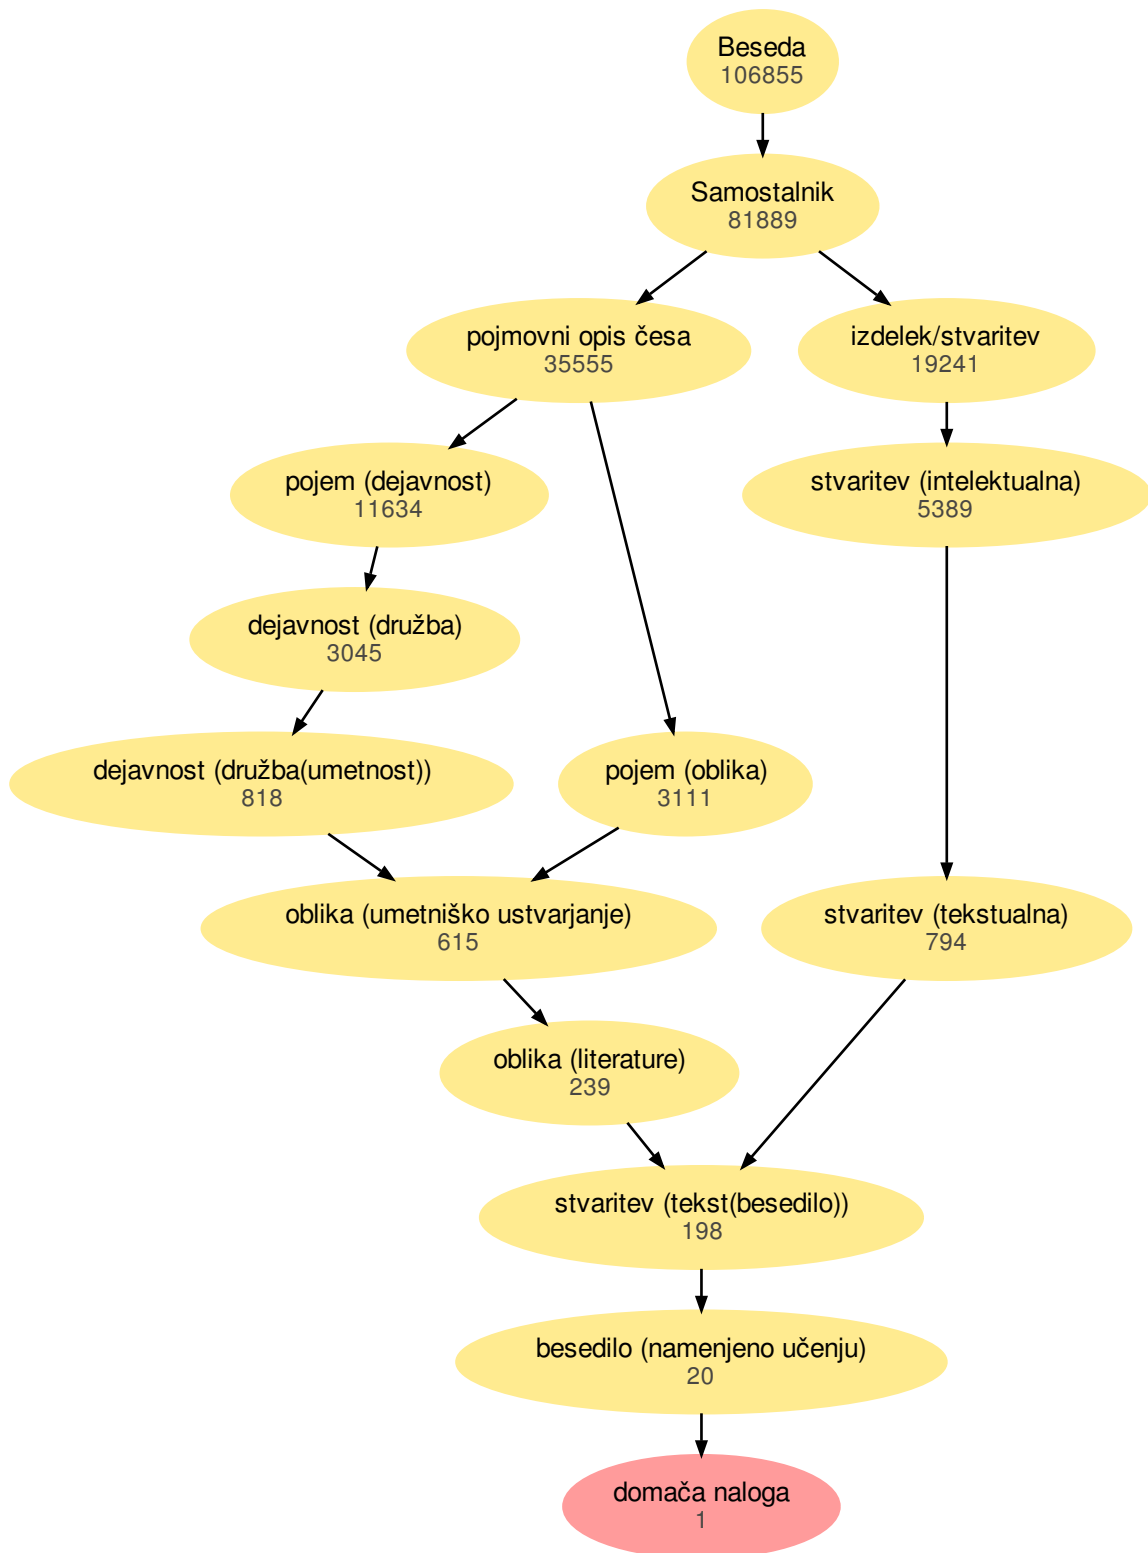 Beseda
106855
Samostalnik
81889
pojmovni opis česa
35555
izdelek/stvaritev
19241
pojem (dejavnost)
11634
stvaritev (intelektualna)
5389
dejavnost (družba)
3045
dejavnost (družba(umetnost))
818
pojem (oblika)
3111
oblika (umetniško ustvarjanje)
615
stvaritev (tekstualna)
794
oblika (literature)
239
stvaritev (tekst(besedilo))
198
besedilo (namenjeno učenju)
20
domača naloga
1